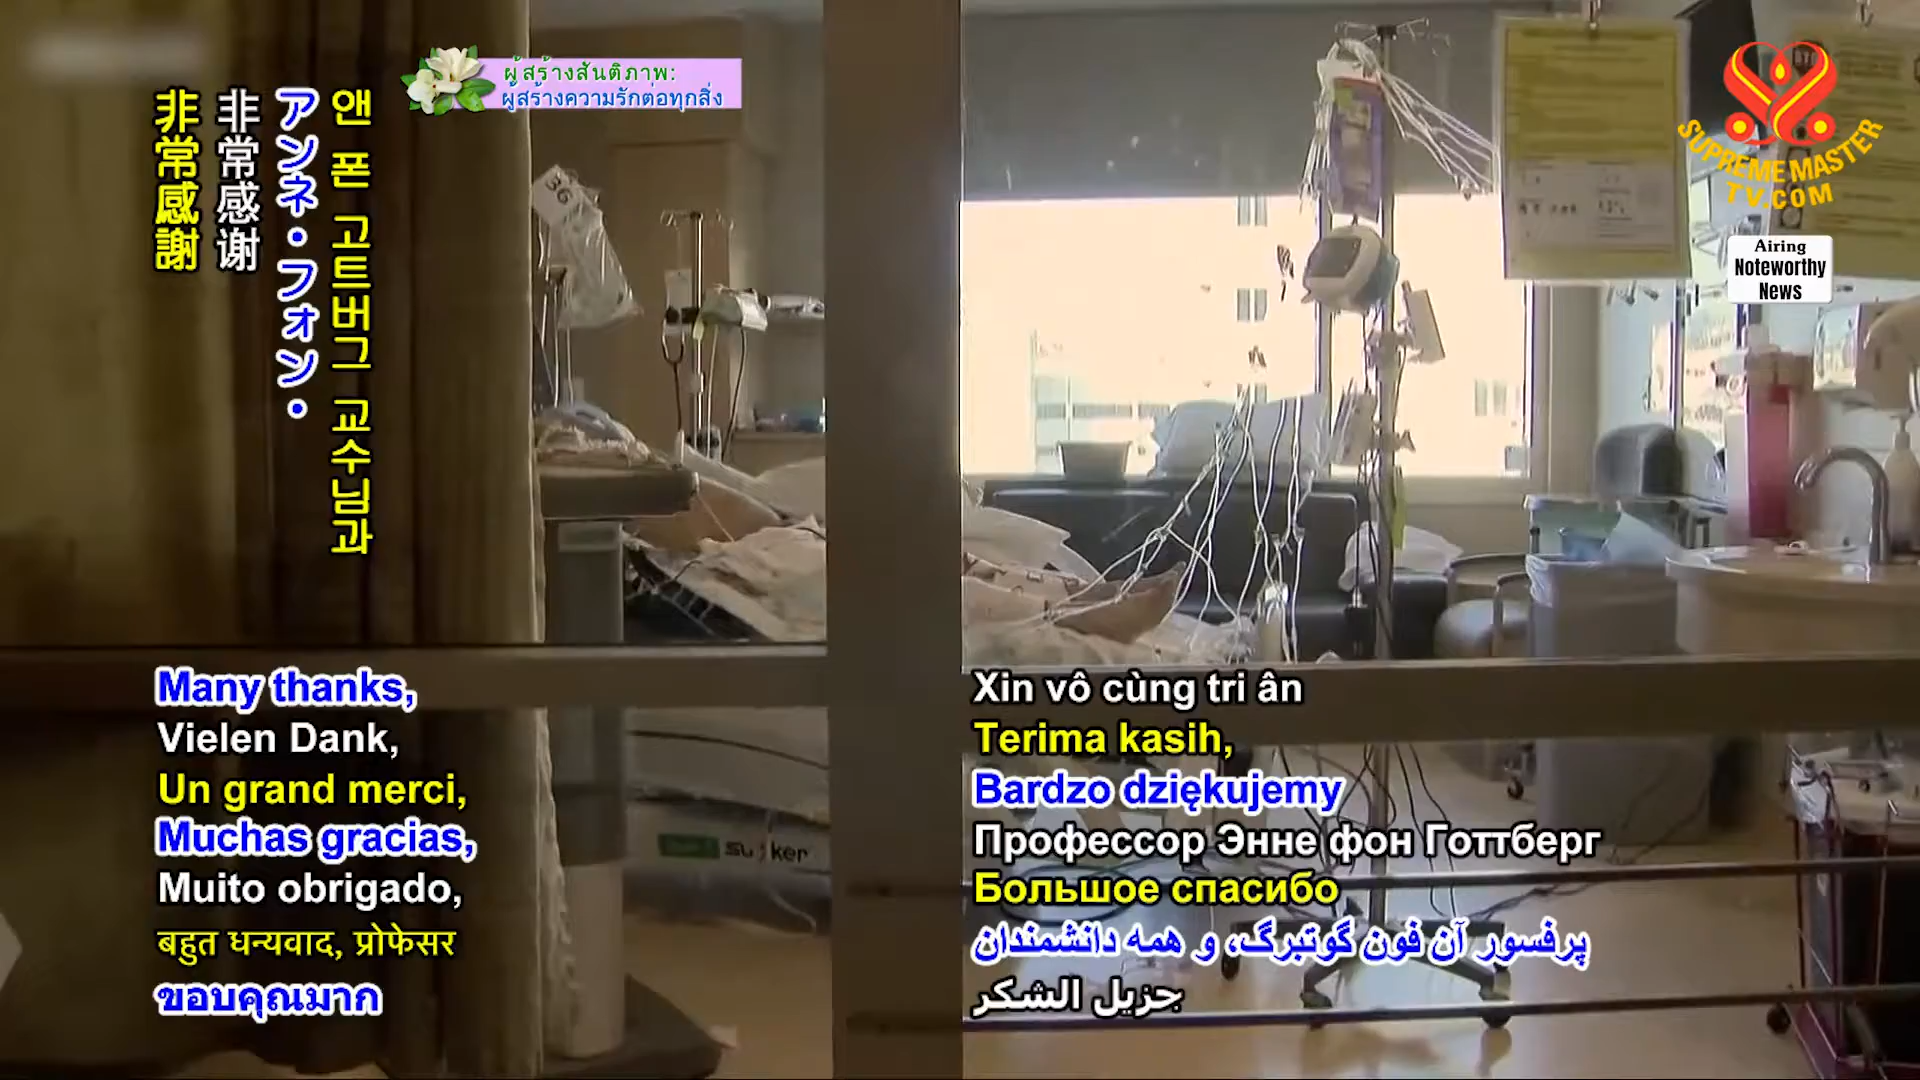 ผู้สร้างสันติภาพ:
ผู้สร้างความรักต่อทุกสิ่ง
SUPREME MASTER
TV.COM
Airing
Noteworthy
News
앤 폰 고트버그 교수님과
アンネ・フォン・
非常感谢
非常感謝
36
Many thanks,
Vielen Dank,
Un grand merci,
Muchas gracias,
Muito obrigado,
बहुत धन्यवाद, प्रोफेसर
ขอบคุณมาก
Xin vô cùng tri ân
Terima kasih,
Bardzo dziękujemy
Профессор Энне фон Готтберг
Большое спасибо
پرفسور آن فون گوتبرگ، و همه دانشمندان
جزيل الشكر